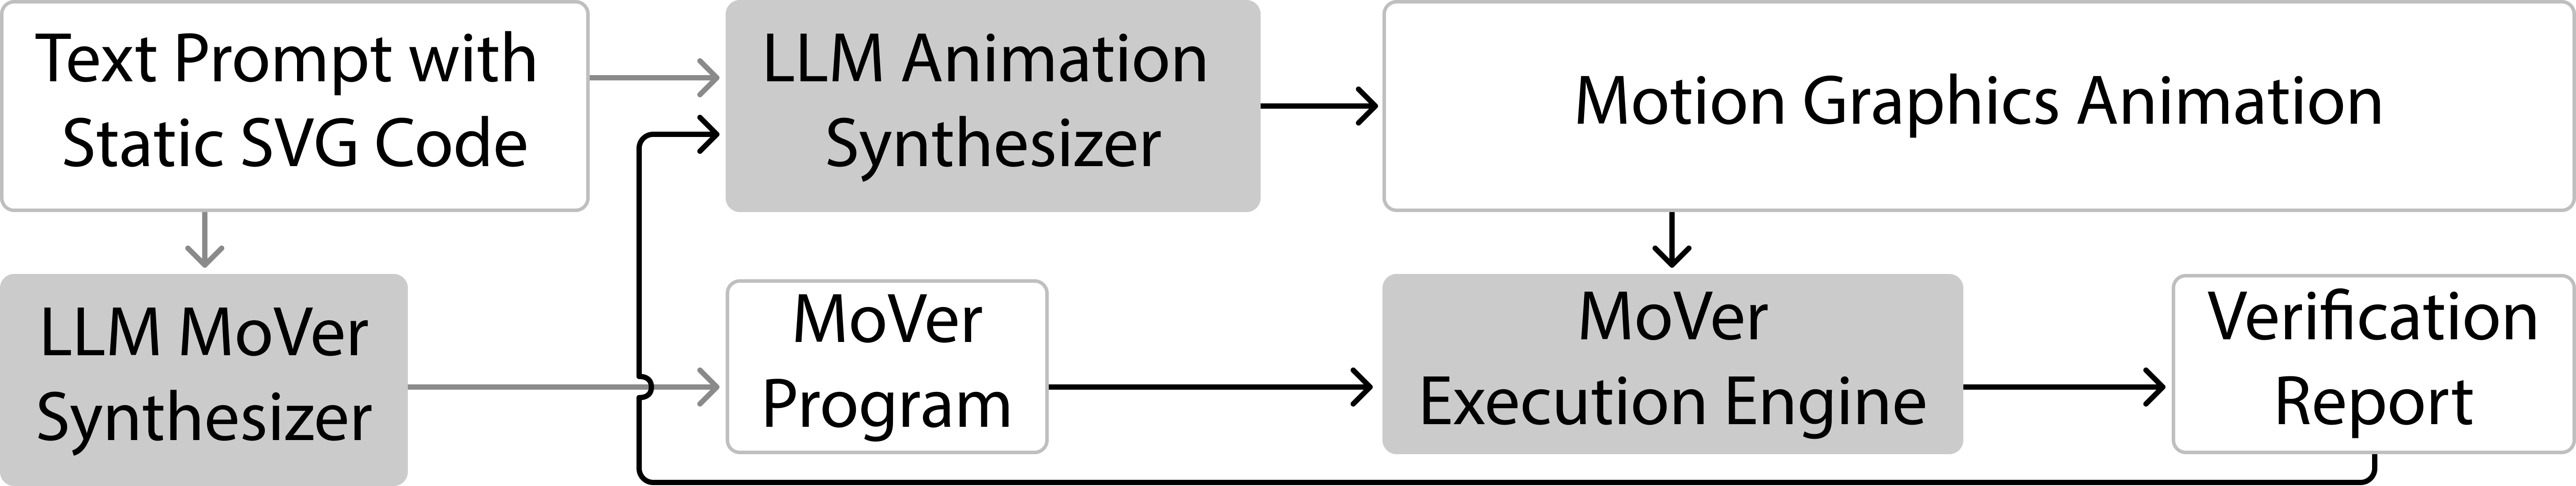 Text Prompt with
Static SVG Code
LLM Animation
Synthesizer
Motion Graphics Animation
LLM MoVer
Synthesizer
MoVer
Program
MoVer
Execution Engine
Verification
Report